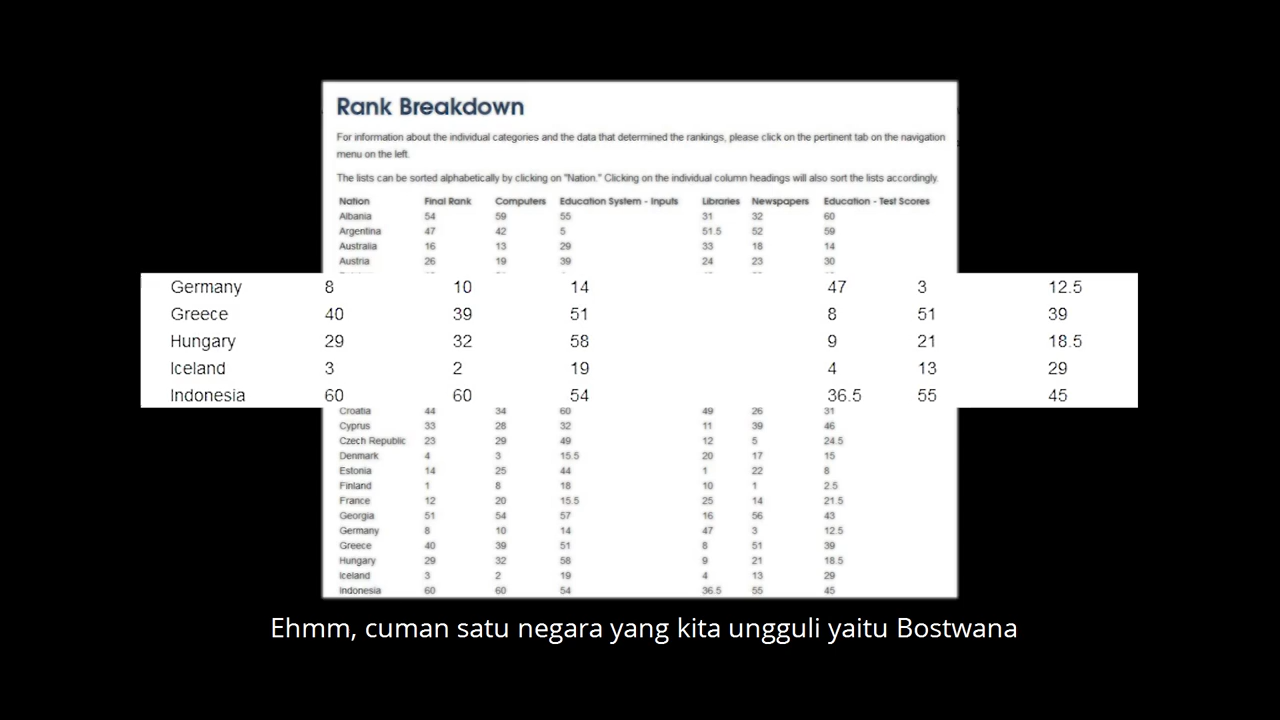 Rank Breakdown
For information about the individual categories and the data that determined the rankings, please click on the pertinent tab on the navigation
menu on the left.
The lists can be sorted alphabetically by clicking on "Nation." Clicking on the individual column headings will also sort the lists accordingly.
Nation Final Rank Computers Education System - Inputs Libraries Newspapers Education - Test Scores
Albania 54 59 55 31 32 60
Argentina 47 42 5 51.5 52 59
Australia 16 13 29 33 18 14
Austria 26 19 39 24 23 30
Germany 8 10 14 47 3 12.5
Greece 40 39 51 8 51 39
Hungary 29 32 58 9 21 18.5
Iceland 3 2 19 4 13 29
Indonesia 60 60 54 36.5 55 45
Croatia 44 34 60 49 26 31
Cyprus 33 28 32 11 39 46
Czech Republic 23 29 49 12 5 24.5
Denmark 4 3 15.5 20 17 15
Estonia 14 25 44 1 22 8
Finland 1 8 18 10 1 2.5
France 12 20 15.5 25 14 21.5
Georgia 51 54 57 16 56 43
Germany 8 10 14 47 3 12.5
Greece 40 39 51 8 51 39
Hungary 29 32 58 9 21 18.5
Iceland 3 2 19 4 13 29
Indonesia 60 60 54 36.5 55 45
Ehmm, cuman satu negara yang kita ungguli yaitu Bostwana